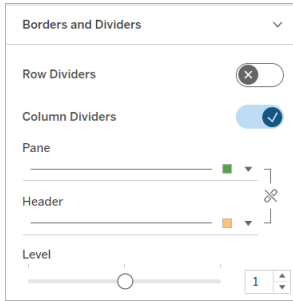 Borders and Dividers
Row Dividers
Column Dividers
Pane
Header
Level
1